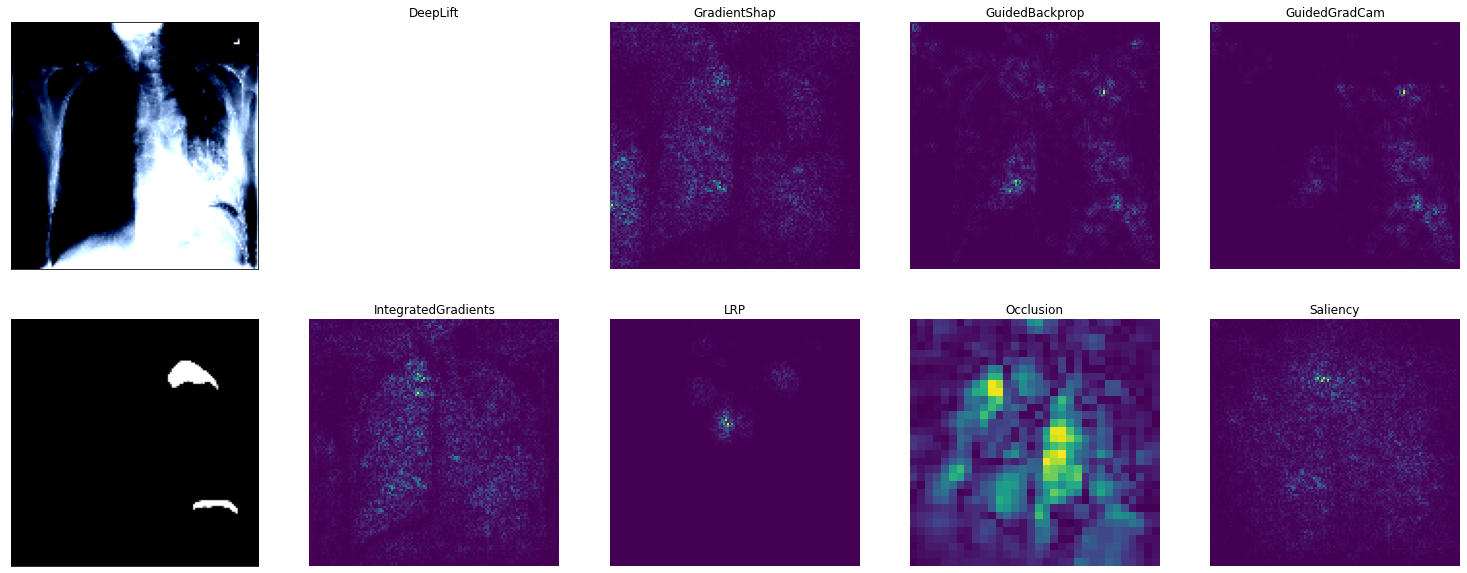 DeepLift
GradientShap
GuidedBackprop
GuidedGradCam
IntegratedGradients
LRP
Occlusion
Saliency